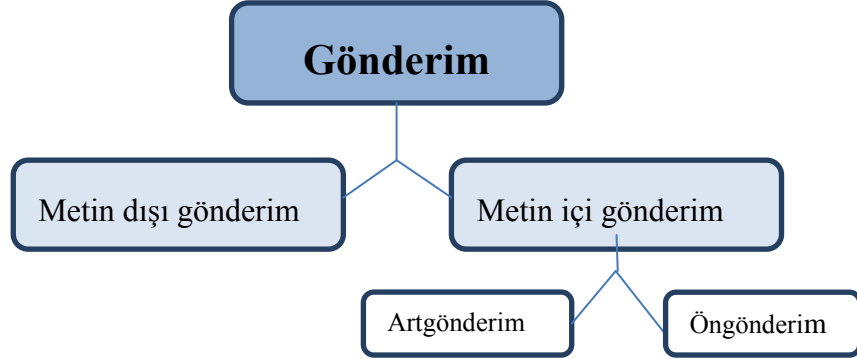 Gönderim
Metin dışı gönderim
Metin içi gönderim
Artgönderim
Öngönderim